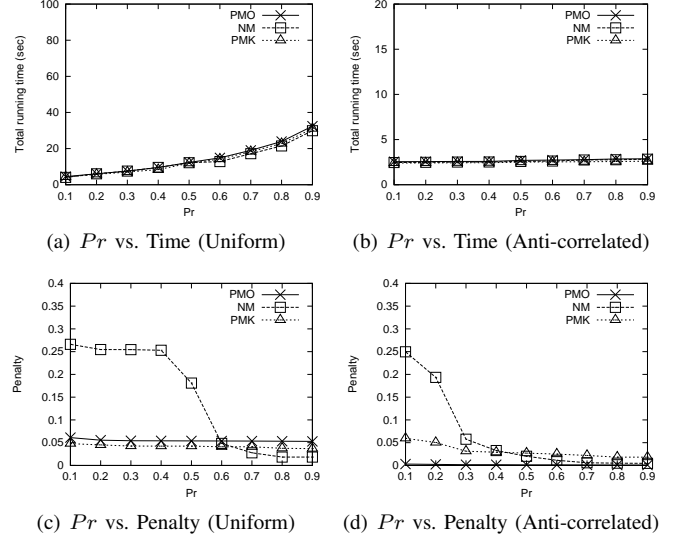 100
80
60
40
20
0
0.1 0.2 0.3 0.4 0.5 0.6 0.7 0.8 0.9
Total running time (sec)
Pr
PMO
NM
PMK
(a) Pr vs. Time (Uniform)
20
15
10
5
2
0
0.1 0.2 0.3 0.4 0.5 0.6 0.7 0.8 0.9
Total running time (sec)
Pr
PMO
NM
PMK
(b) Pr vs. Time (Anti-correlated)
0.4
0.35
0.3
0.25
0.2
0.15
0.1
0.05
0
0.1 0.2 0.3 0.4 0.5 0.6 0.7 0.8 0.9
Penalty
Pr
PMO
NM
PMK
(c) Pr vs. Penalty (Uniform)
0.4
0.35
0.3
0.25
0.2
0.15
0.1
0.05
0
0.1 0.2 0.3 0.4 0.5 0.6 0.7 0.8 0.9
Penalty
Pr
PMO
NM
PMK
(d) Pr vs. Penalty (Anti-correlated)